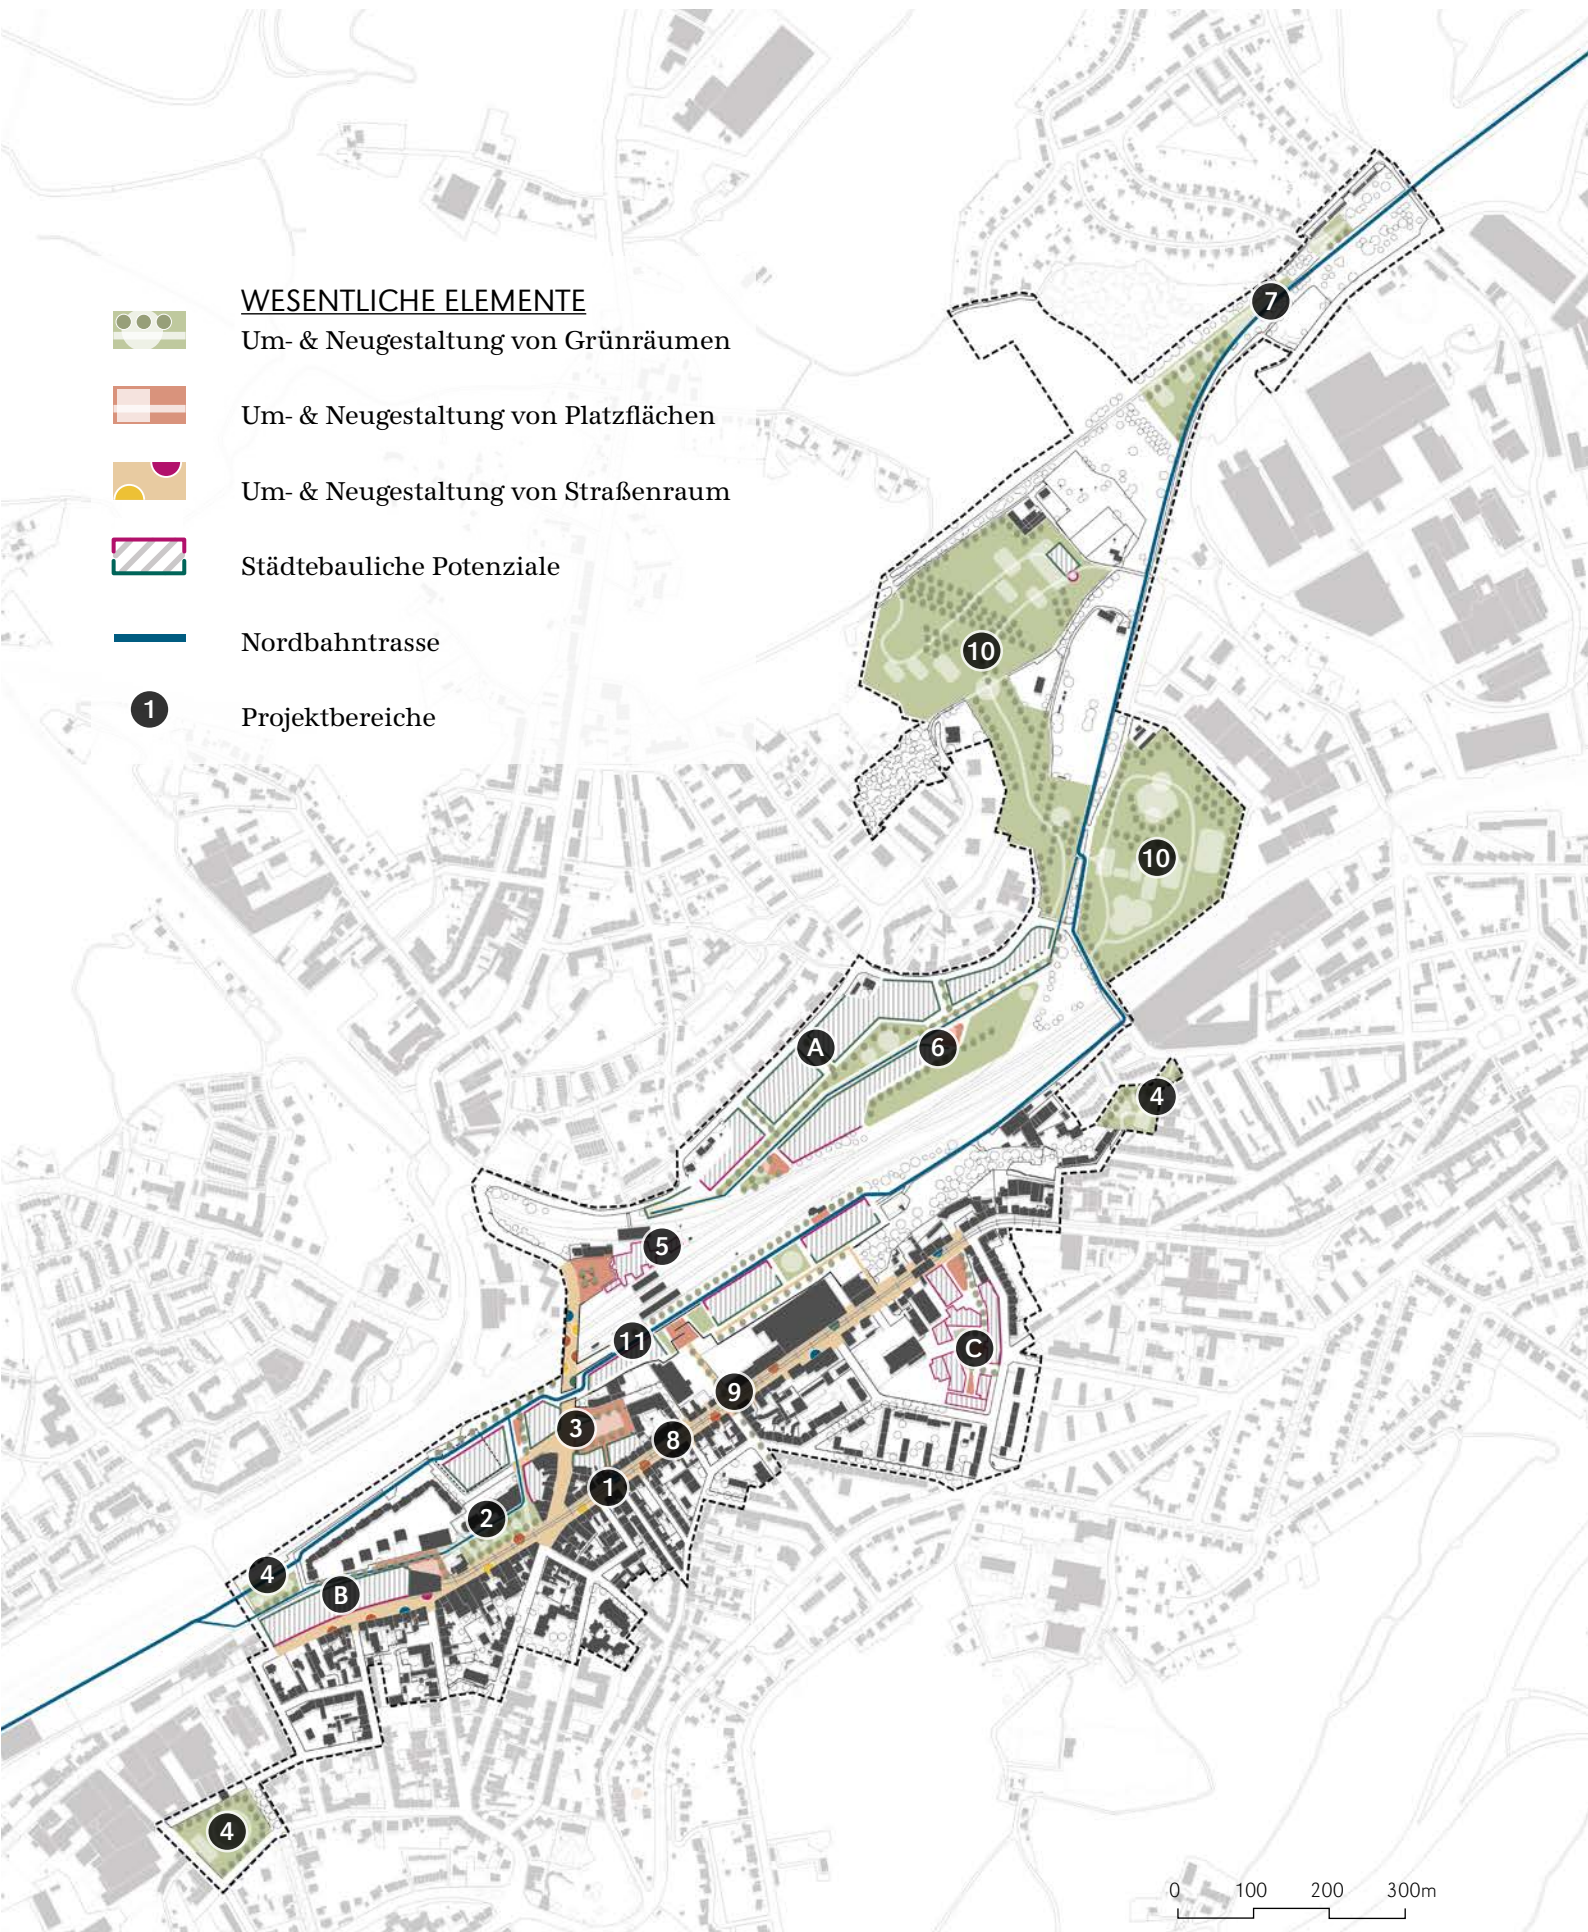 WESENTLICHE ELEMENTE
Um- & Neugestaltung von Grünräumen
Um- & Neugestaltung von Platzflächen
Um- & Neugestaltung von Straßenraum
Städtebauliche Potenziale
Nordbahntrasse
1 Projektbereiche
7
10
10
A
6
4
5
11
C
9
3
8
1
2
4
B
4
0 100 200 300m